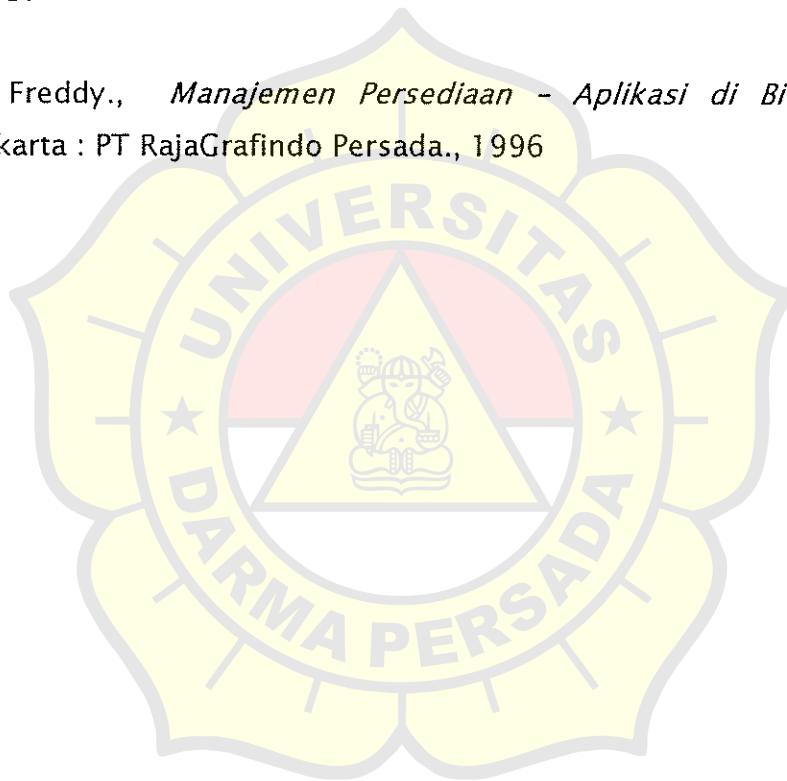 Freddy., Manajemen Persediaan – Aplikasi di Bi
karta : PT RajaGrafindo Persada., 1996
UNIVERSITAS
DARMA PERSADA